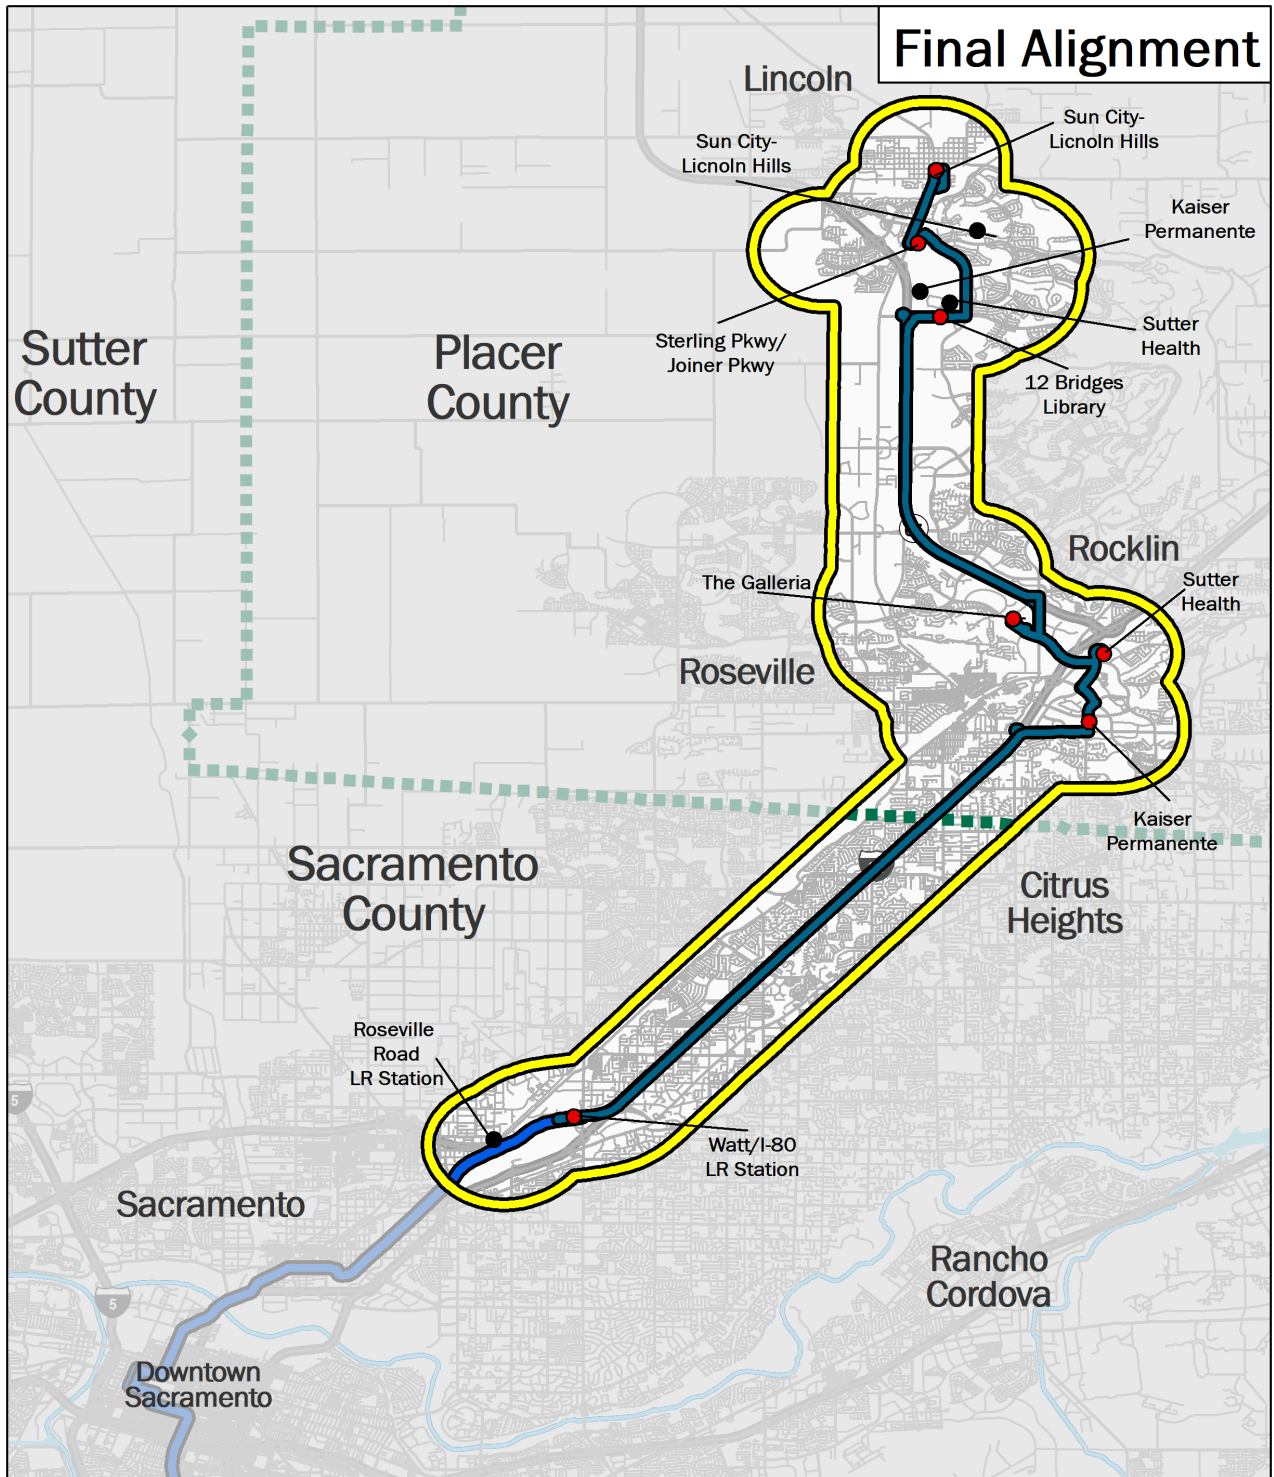 Final Alignment
Lincoln
Sun City-
Licnoln Hills
Sun City-
Licnoln Hills
Kaiser
Permanente
Sterling Pkwy/
Joiner Pkwy
Sutter
Health
12 Bridges
Library
Sutter
County
Placer
County
Rocklin
The Galleria
Sutter
Health
Roseville
Kaiser
Permanente
Sacramento
County
Citrus
Heights
Roseville
Road
LR Station
5
Watt/I-80
LR Station
Sacramento
Rancho
Cordova
5
Downtown
Sacramento